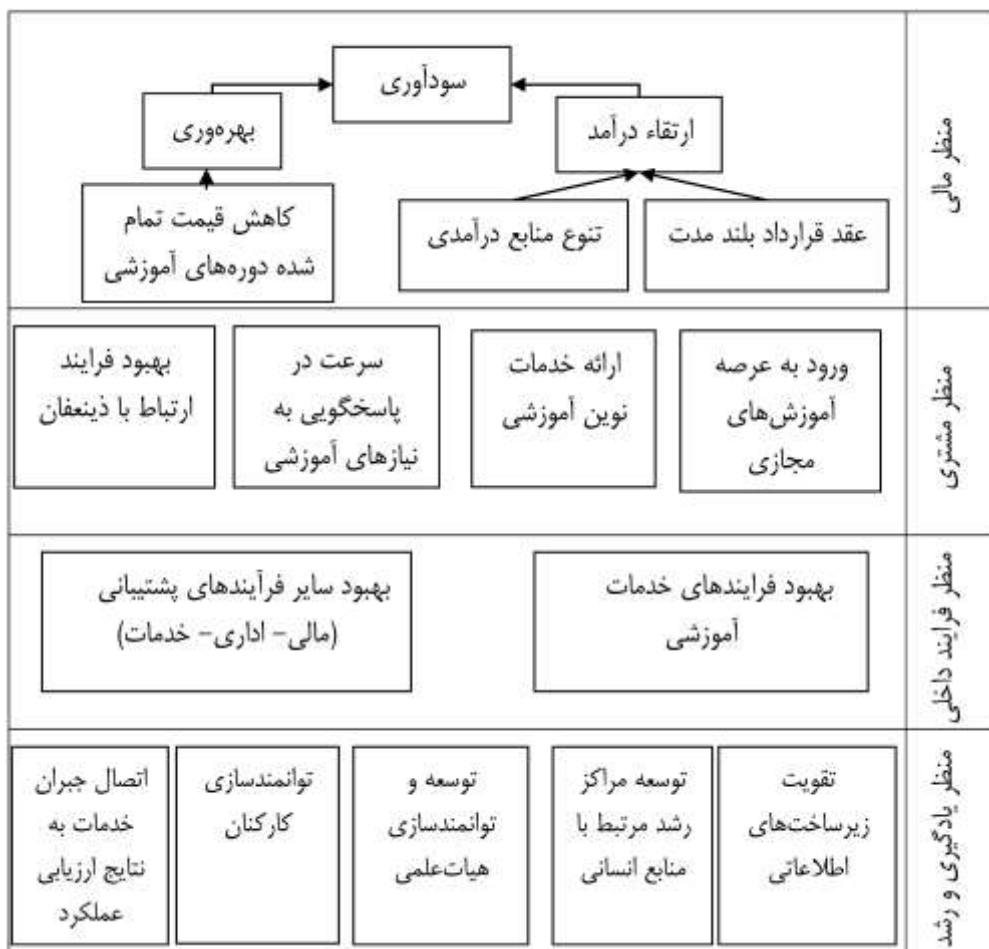 منظر مالی
سودآوری
ارتقاء درآمد
بهره‌وری
عقد قرارداد بلند مدت
تنوع منابع درآمدی
کاهش قیمت تمام
شده دوره‌های آموزشی
منظر مشتری
ورود به عرصه
آموزش‌های
مجازی
ارائه خدمات
نوین آموزشی
سرعت در
پاسخگویی به
نیازهای آموزشی
بهبود فرایند
ارتباط با ذینعفان
منظر فرایند داخلی
بهبود فرایندهای خدمات
آموزشی
بهبود سایر فرآیندهای پشتیبانی
(مالی- اداری- خدمات)
منظر یادگیری و رشد
تقویت
زیرساخت‌های
اطلاعاتی
توسعه مراکز
رشد مرتبط با
منابع انسانی
توسعه و
توانمندسازی
هیات‌علمی
توانمندسازی
کارکنان
اتصال جبران
خدمات به
نتایج ارزیابی
عملکرد